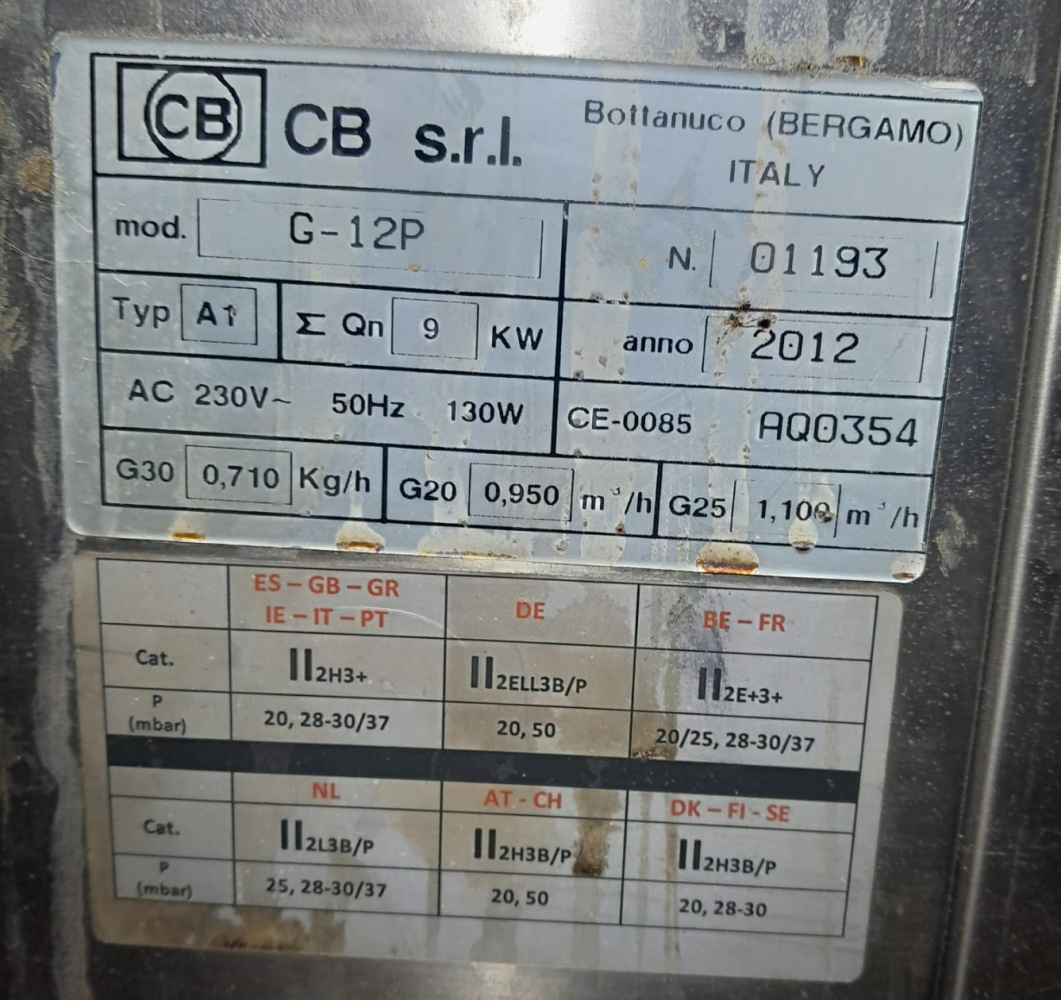 CB CB s.r.l. Bottanuco (BERGAMO)
ITALY
mod. G-12P N. 01193
Typ A1 Σ Qn 9 KW anno 2012
AC 230V~ 50Hz 130W CE-0085 AQ0354
G30 0,710 Kg/h G20 0,950 m³/h G25 1,100 m³/h
ES – GB – GR
IE – IT – PT DE BE – FR
Cat. II2H3+ II2ELL3B/P II2E+3+
P
(mbar) 20, 28-30/37 20, 50 20/25, 28-30/37
NL AT - CH DK – FI - SE
Cat. II2L3B/P II2H3B/P II2H3B/P
P
(mbar) 25, 28-30/37 20, 50 20, 28-30